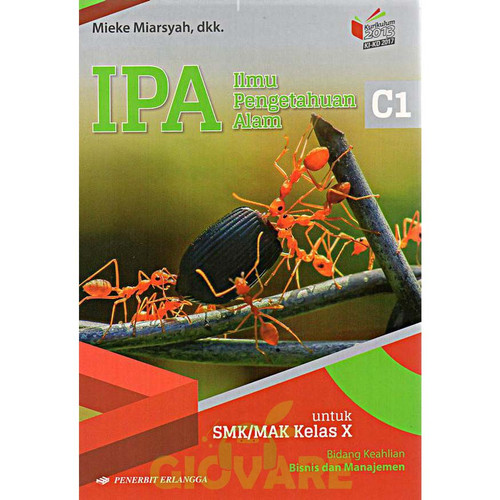 Mieke Miarsyah, dkk.
Kurikulum
2013
KI-KD 2017
IPA
Ilmu
Pengetahuan
Alam
C1
untuk
SMK/MAK Kelas X
Bidang Keahlian
Bisnis dan Manajemen
GIOVARE
PENERBIT ERLANGGA